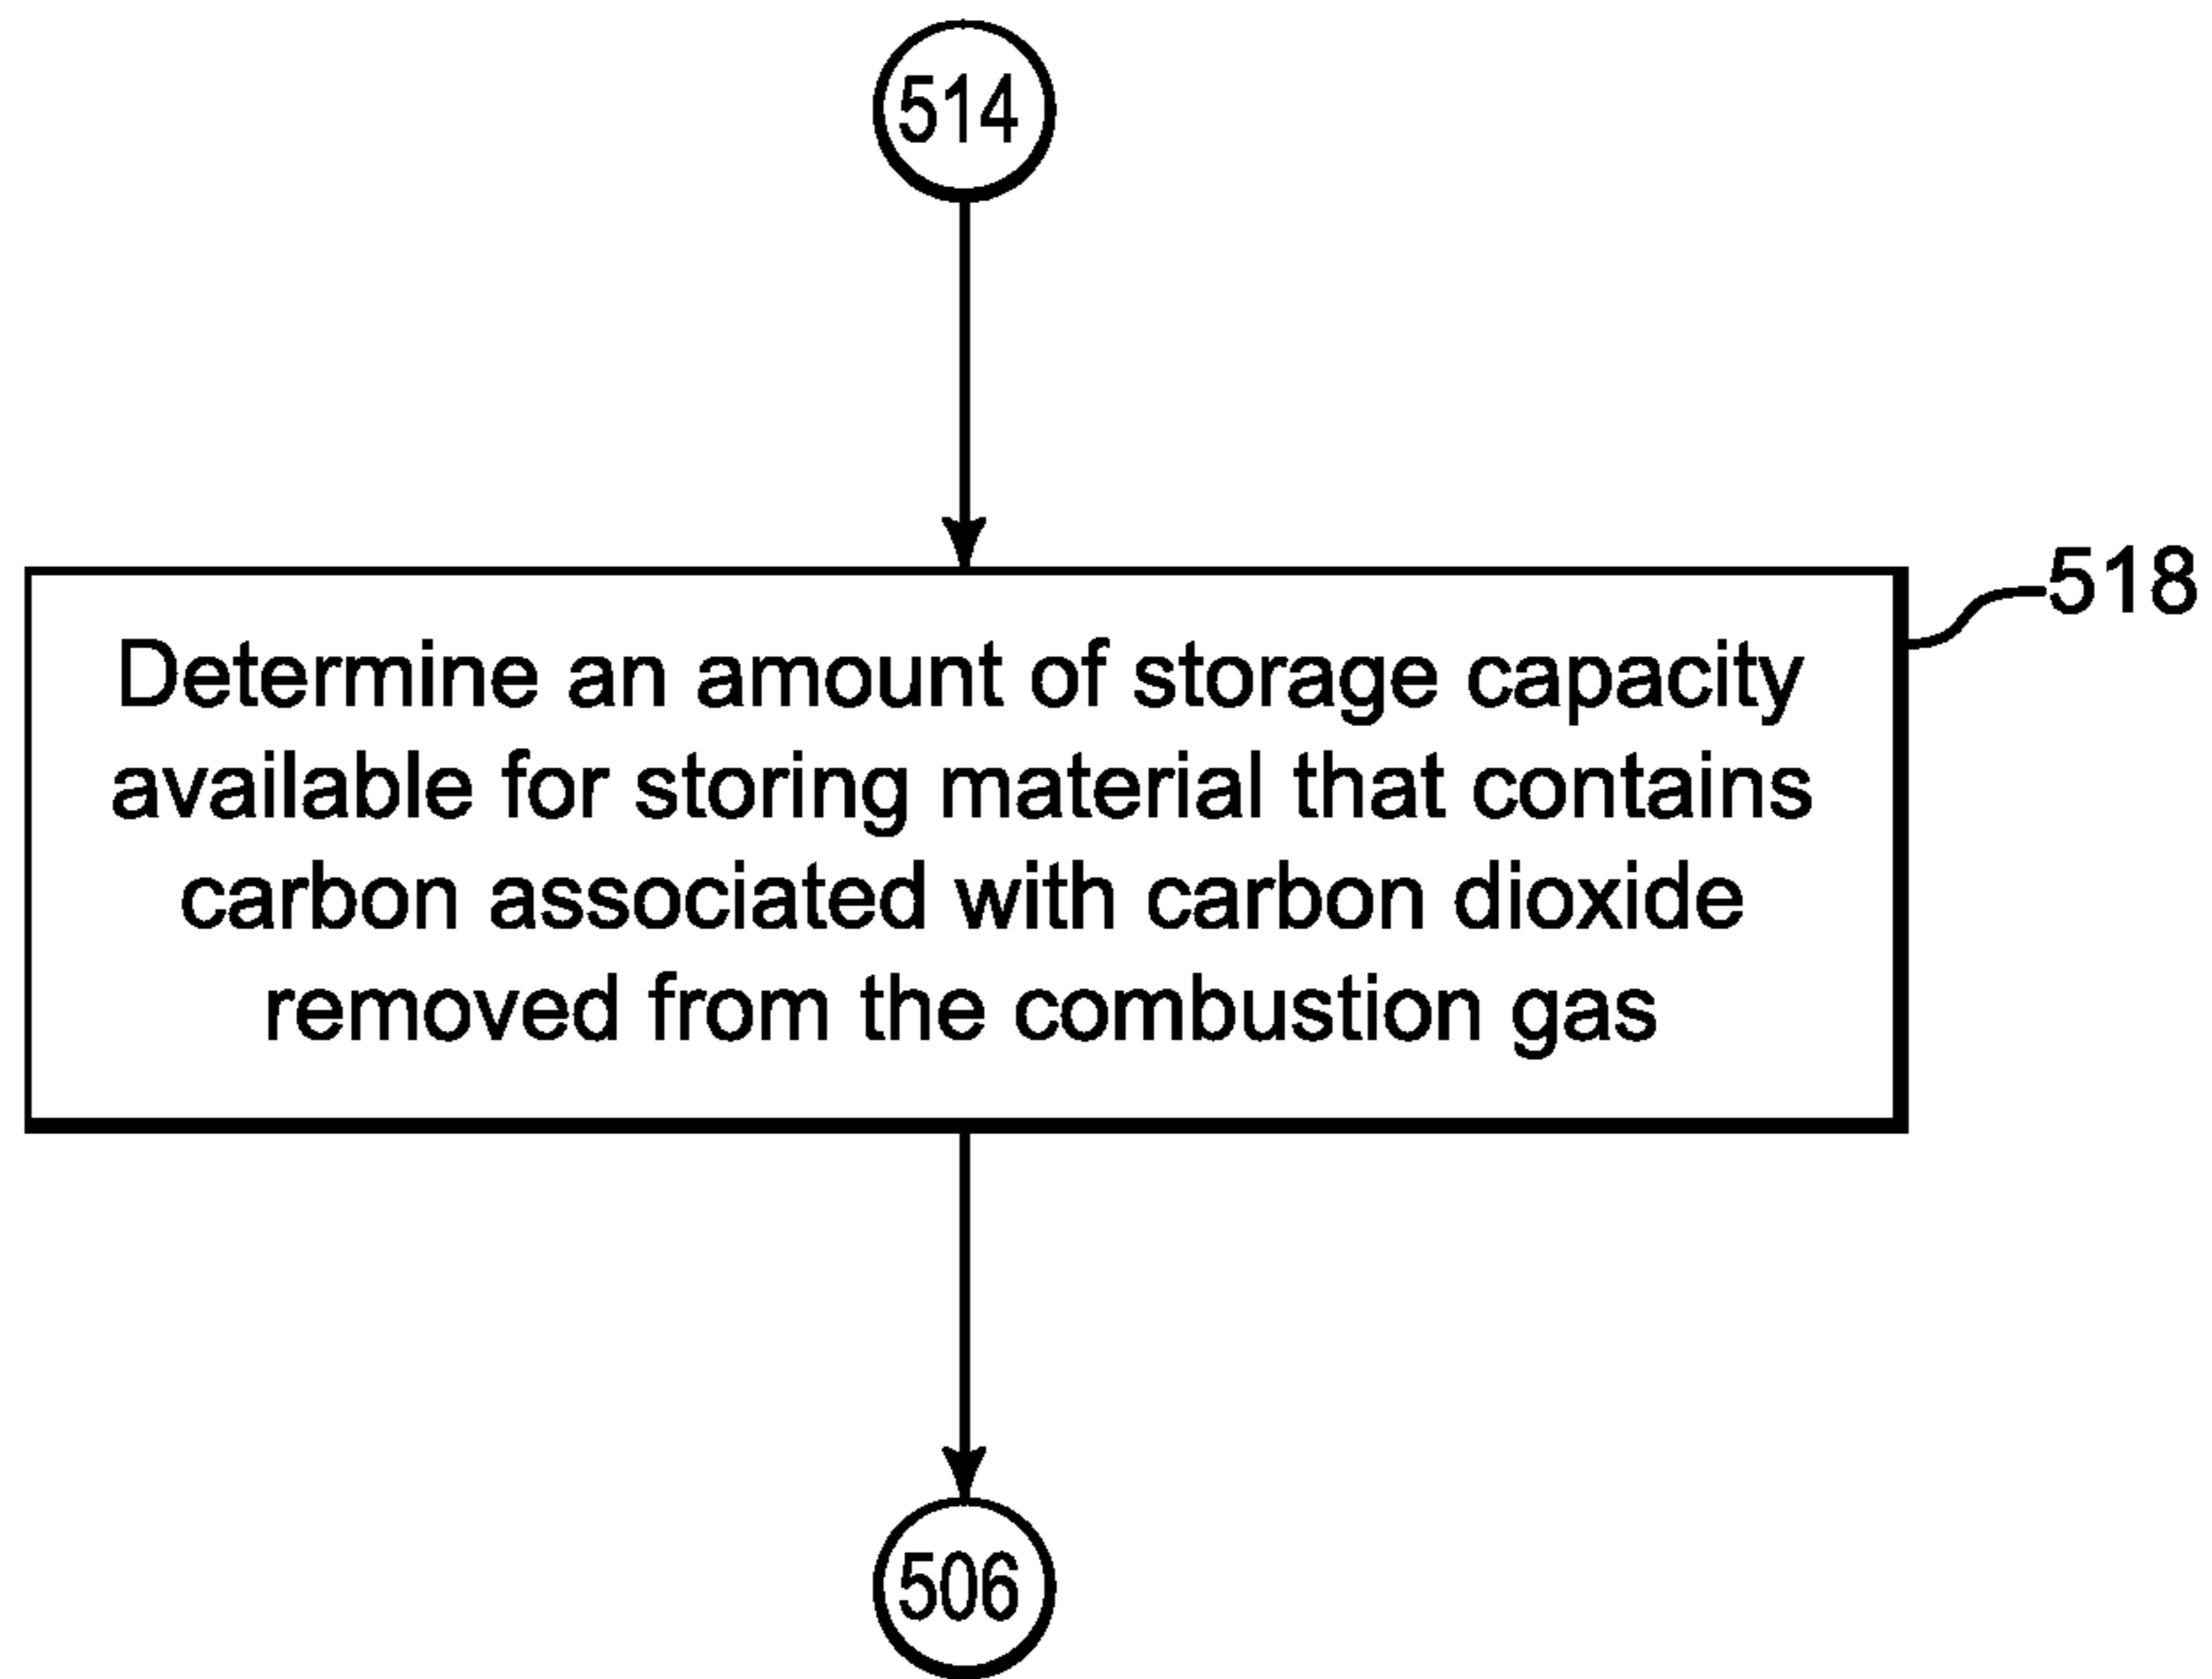 514
518
Determine an amount of storage capacity
available for storing material that contains
carbon associated with carbon dioxide
removed from the combustion gas
506